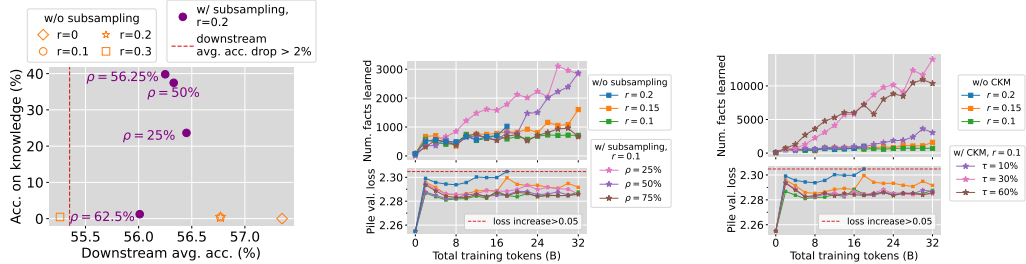 w/o subsampling
r=0
r=0.2
r=0.1
r=0.3
w/ subsampling,
r=0.2
downstream
avg. acc. drop > 2%
Acc. on knowledge (%)
40
30
20
10
0
ρ = 56.25%
ρ = 50%
ρ = 25%
ρ = 62.5%
55.5
56.0
56.5
57.0
Downstream avg. acc. (%)
Num. facts learned
3000
2000
1000
0
w/o subsampling
r = 0.2
r = 0.15
r = 0.1
w/ subsampling,
r = 0.1
ρ = 25%
ρ = 50%
ρ = 75%
Pile val. loss
2.30
2.28
2.26
loss increase>0.05
0
8
16
24
32
Total training tokens (B)
Num. facts learned
10000
5000
0
w/o CKM
r = 0.2
r = 0.15
r = 0.1
w/ CKM, r = 0.1
τ = 10%
τ = 30%
τ = 60%
Pile val. loss
2.30
2.28
2.26
loss increase>0.05
0
8
16
24
32
Total training tokens (B)